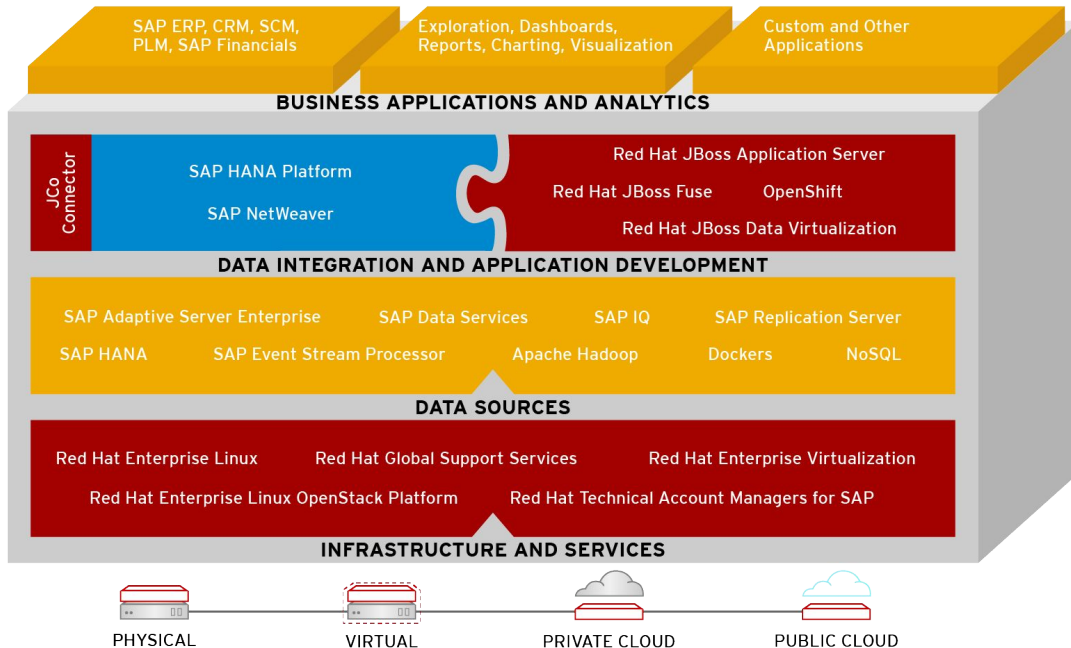 SAP ERP, CRM, SCM,
PLM, SAP Financials
Exploration, Dashboards,
Reports, Charting, Visualization
Custom and Other
Applications
BUSINESS APPLICATIONS AND ANALYTICS
JCo
Connector
SAP HANA Platform
SAP NetWeaver
Red Hat JBoss Application Server
Red Hat JBoss Fuse
OpenShift
Red Hat JBoss Data Virtualization
DATA INTEGRATION AND APPLICATION DEVELOPMENT
SAP Adaptive Server Enterprise
SAP Data Services
SAP IQ
SAP Replication Server
SAP HANA
SAP Event Stream Processor
Apache Hadoop
Dockers
NoSQL
DATA SOURCES
Red Hat Enterprise Linux
Red Hat Global Support Services
Red Hat Enterprise Virtualization
Red Hat Enterprise Linux OpenStack Platform
Red Hat Technical Account Managers for SAP
INFRASTRUCTURE AND SERVICES
PHYSICAL
VIRTUAL
PRIVATE CLOUD
PUBLIC CLOUD